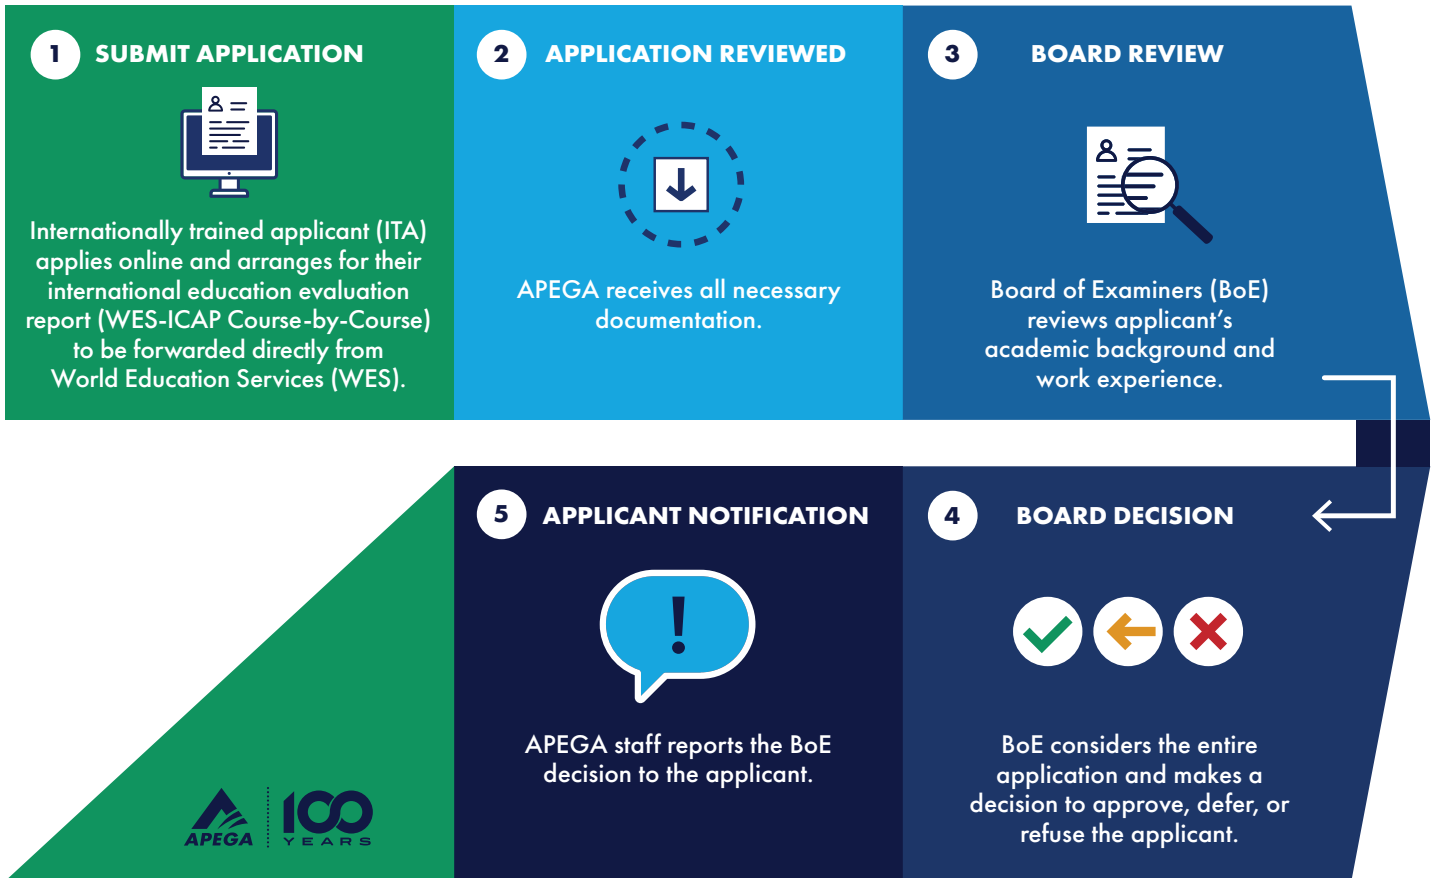 1 SUBMIT APPLICATION
Internationally trained applicant (ITA)
applies online and arranges for their
international education evaluation
report (WES-ICAP Course-by-Course)
to be forwarded directly from
World Education Services (WES).
2 APPLICATION REVIEWED
APEGA receives all necessary
documentation.
3 BOARD REVIEW
Board of Examiners (BoE)
reviews applicant’s
academic background and
work experience.
4 BOARD DECISION
BoE considers the entire
application and makes a
decision to approve, defer, or
refuse the applicant.
5 APPLICANT NOTIFICATION
!
APEGA staff reports the BoE
decision to the applicant.
APEGA
100
YEARS